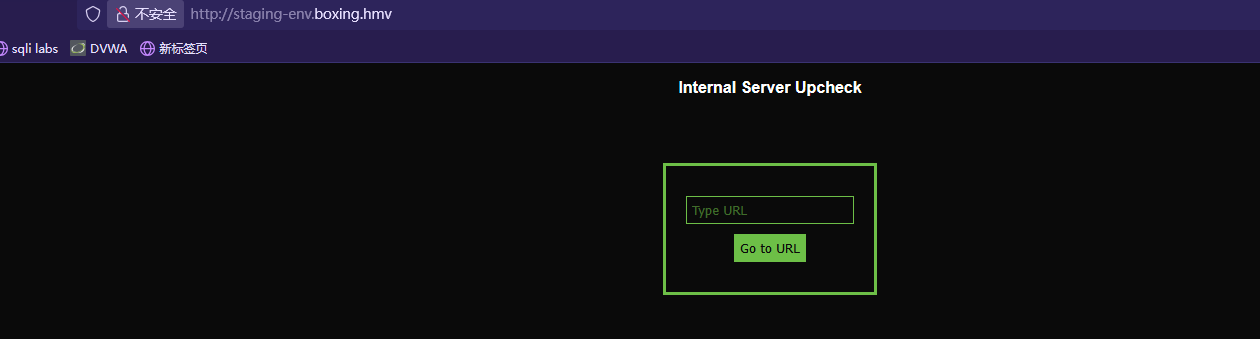 不安全 http://staging-env.boxing.hmv
sqli labs DVWA 新标签页
Internal Server Upcheck
Type URL
Go to URL